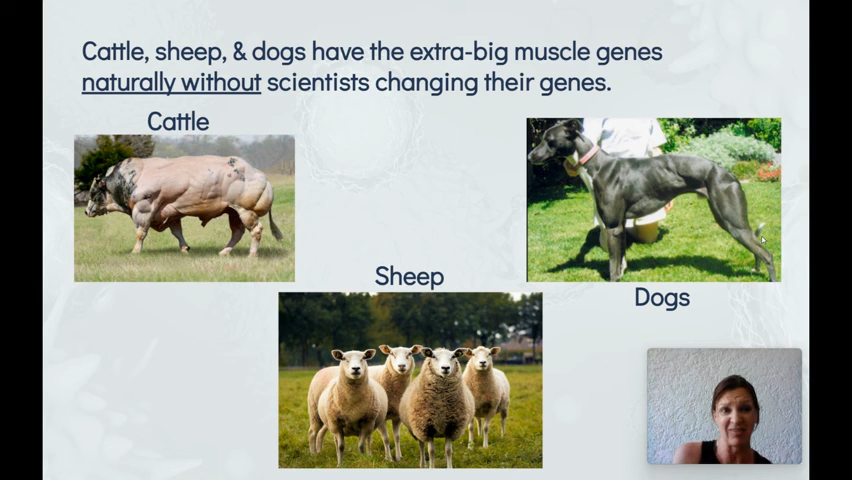 Cattle, sheep, & dogs have the extra-big muscle genes
naturally without scientists changing their genes.
Cattle
Sheep
Dogs